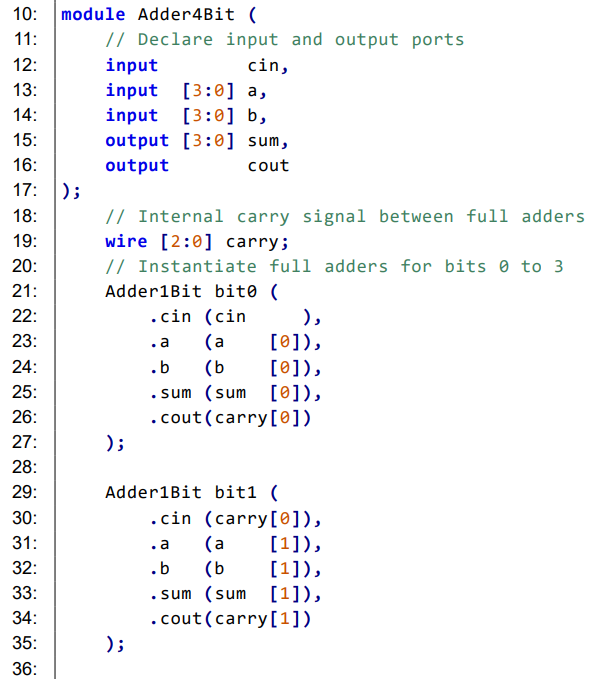 10: module Adder4Bit (
11:     // Declare input and output ports
12:     input        cin,
13:     input  [3:0] a,
14:     input  [3:0] b,
15:     output [3:0] sum,
16:     output       cout
17: );
18:     // Internal carry signal between full adders
19:     wire [2:0] carry;
20:     // Instantiate full adders for bits 0 to 3
21:     Adder1Bit bit0 (
22:         .cin (cin     ),
23:         .a   (a    [0]),
24:         .b   (b    [0]),
25:         .sum (sum  [0]),
26:         .cout(carry[0])
27:     );
28:
29:     Adder1Bit bit1 (
30:         .cin (carry[0]),
31:         .a   (a    [1]),
32:         .b   (b    [1]),
33:         .sum (sum  [1]),
34:         .cout(carry[1])
35:     );
36: